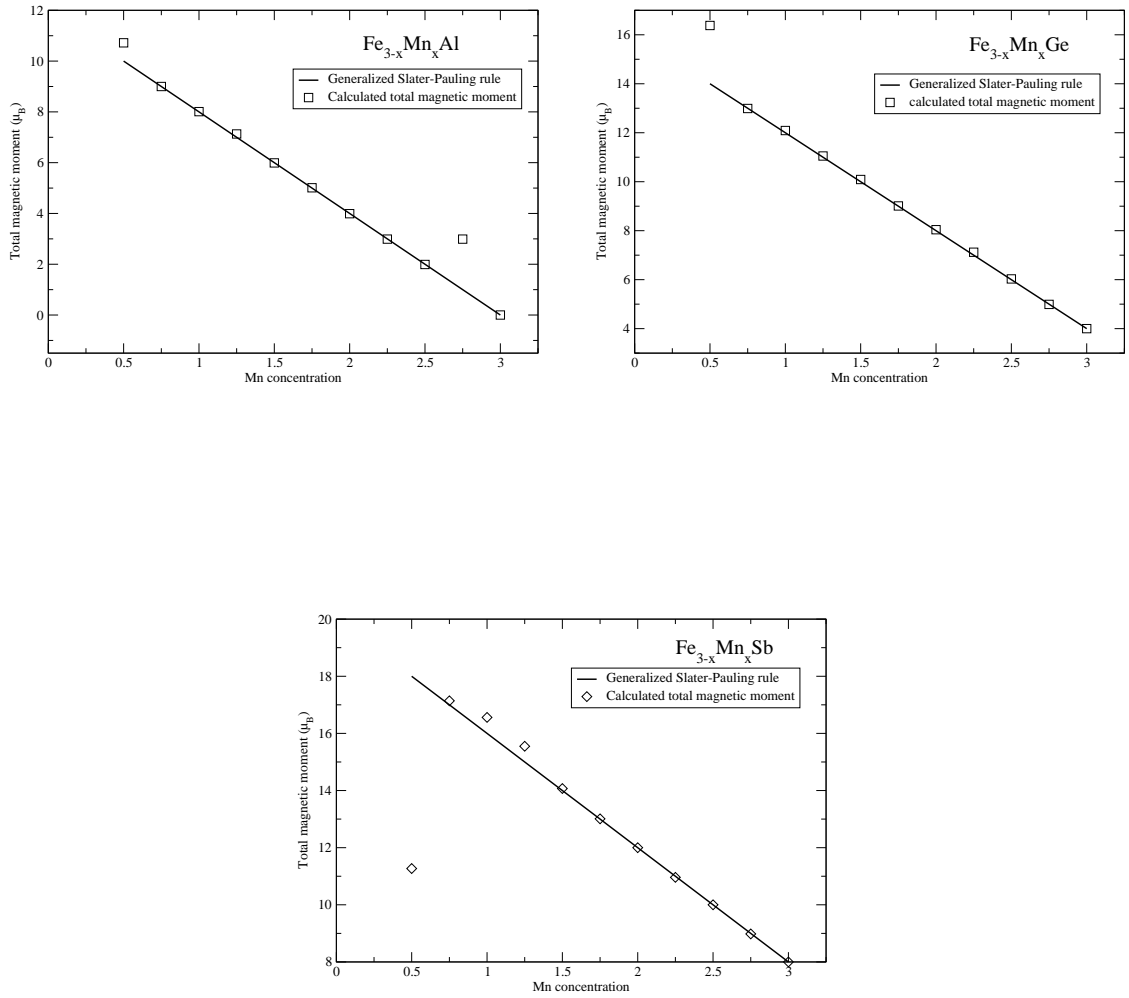 12
10
8
6
4
2
0
Total magnetic moment (μB)
Fe3-xMnxAl
Generalized Slater-Pauling rule
Calculated total magnetic moment
0 0.5 1 1.5 2 2.5 3
Mn concentration
16
14
12
10
8
6
4
Total magnetic moment (μB)
Fe3-xMnxGe
Generalized Slater-Pauling rule
calculated total magnetic moment
0 0.5 1 1.5 2 2.5 3
Mn concentration
20
18
16
14
12
10
8
Total magnetic moment (μB)
Fe3-xMnxSb
Generalized Slater-Pauling rule
Calculated total magnetic moment
0 0.5 1 1.5 2 2.5 3
Mn concentration